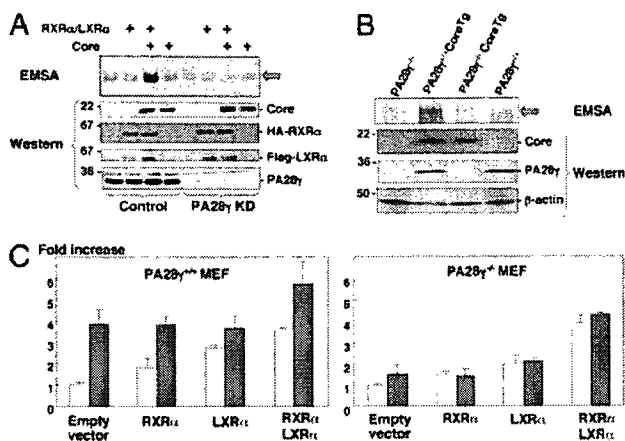 A
RXRα/LXRα + + + +
Core + + + +
EMSA
Western
22
Core
67
HA-RXRα
67
Flag-LXRα
36
PA28γ
Control
PA28γ KD
B
PA28γ-/-
PA28γ+/+CoreTg
PA28γ-/-CoreTg
PA28γ+/+
EMSA
22
Core
36
PA28γ
50
β-actin
Western
C
Fold increase
PA28γ+/+ MEF
6
5
4
3
2
1
0
Empty vector
RXRα
LXRα
RXRα
LXRα
PA28γ-/- MEF
6
5
4
3
2
1
0
Empty vector
RXRα
LXRα
RXRα
LXRα